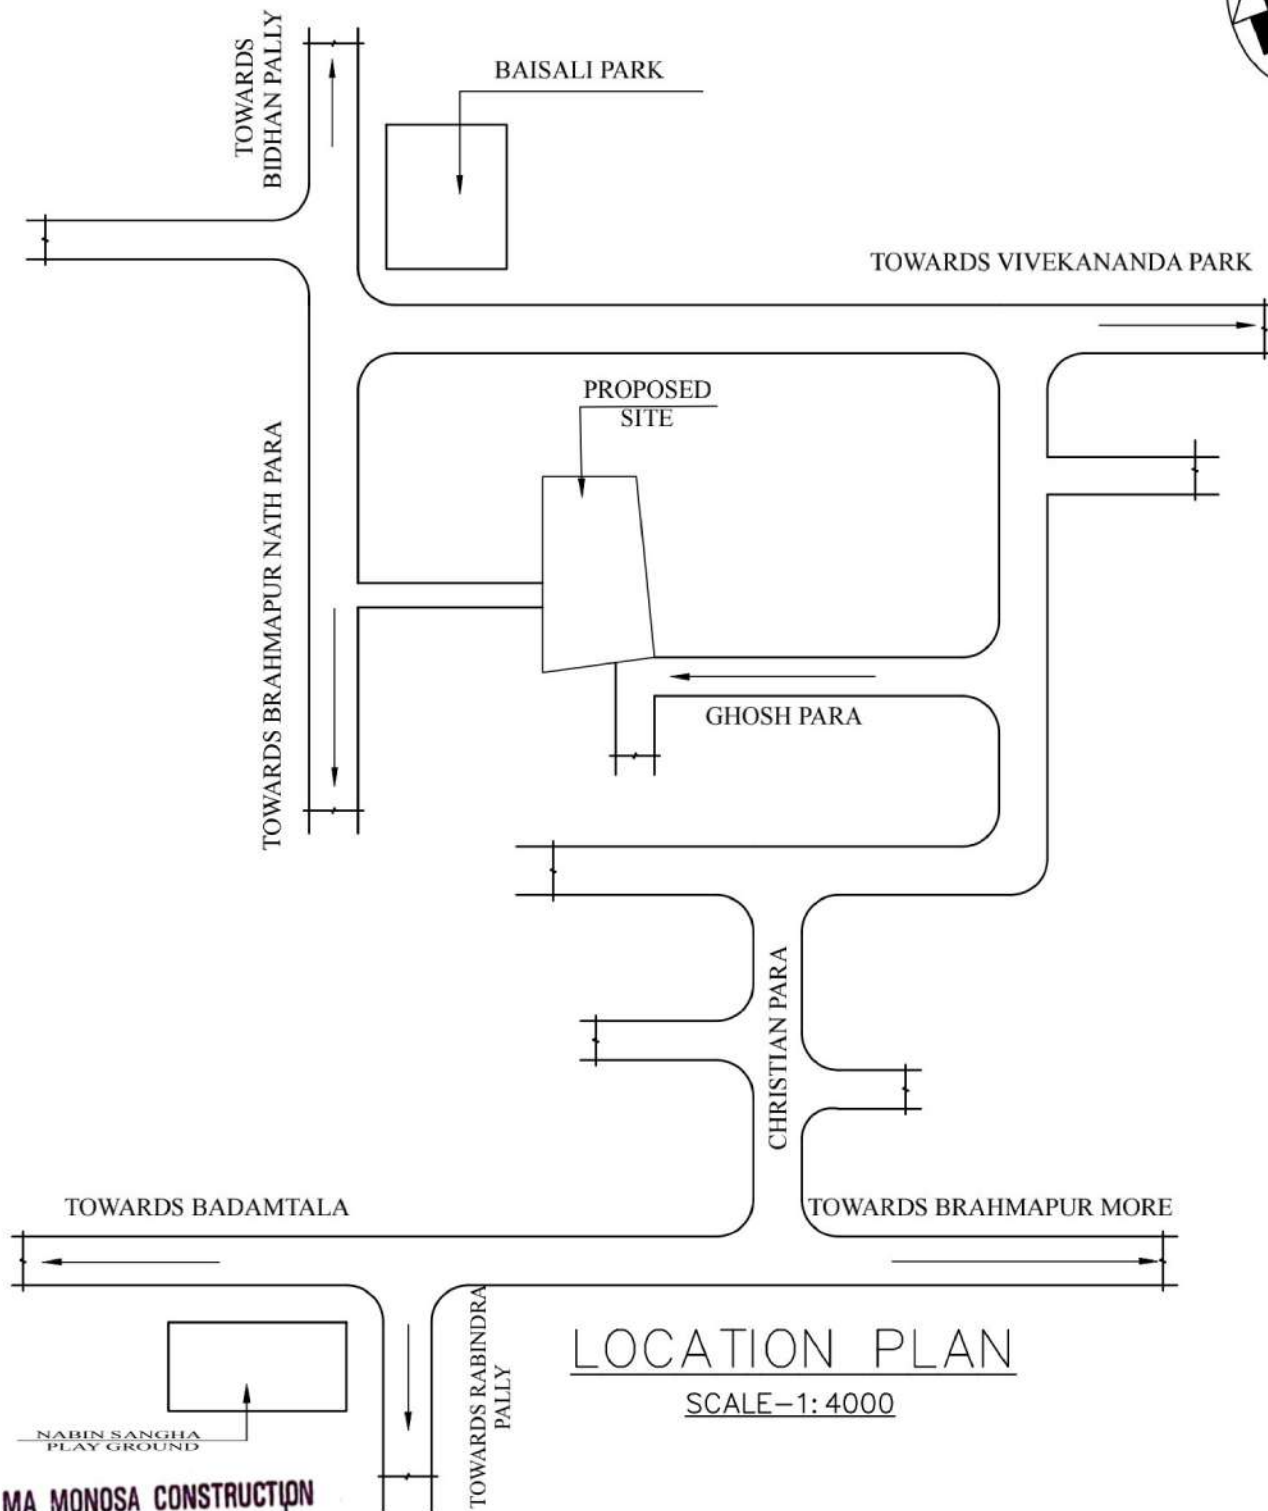 TOWARDS
BIDHAN PALLY
BAISALI PARK
TOWARDS VIVEKANANDA PARK
PROPOSED
SITE
TOWARDS BRAHMAPUR NATH PARA
GHOSH PARA
CHRISTIAN PARA
TOWARDS BADAMTALA
TOWARDS BRAHMAPUR MORE
TOWARDS RABINDRA
PALLY
LOCATION PLAN
SCALE-1:4000
NABIN SANGHA
PLAY GROUND
MA MONOSA CONSTRUCTION